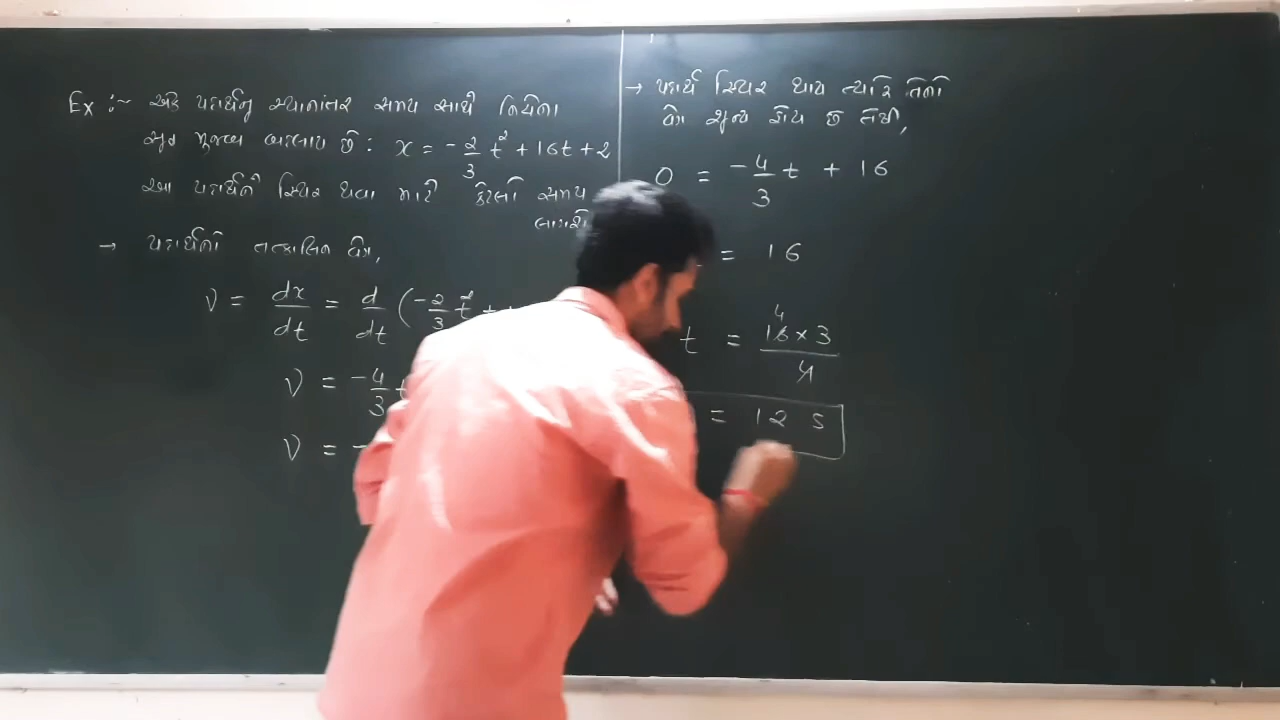 Ex :~ એક પદાર્થનું સ્થાનાંતર સમય સાથે નિચેના
સુત્ર મુજબ બદલાય છે : x = -2/3 t² + 16t + 2
આ પદાર્થને સ્થિર થવા માટે કેટલો સમય
લાગશે
→ પદાર્થનો તત્કાલિન વેગ,
v = dx/dt = d/dt (-2/3 t² +
v = -4/3 t
v = -
→ પદાર્થ સ્થિર થાય ત્યારે તેનો
વેગ શૂન્ય હોય છે તેથી,
0 = -4/3 t + 16
= 16
t = 16 × 3 / 4
4
= 12 s